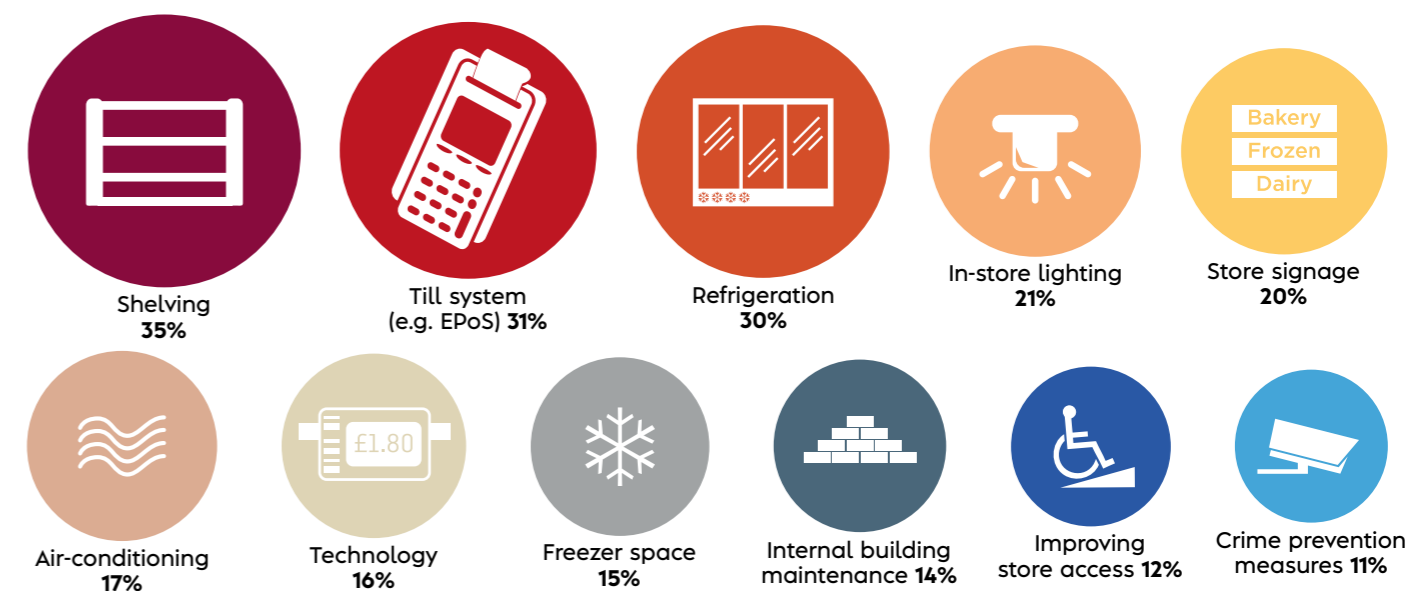 Bakery
Frozen
Dairy
Shelving
35%
Till system
(e.g. EPoS) 31%
Refrigeration
30%
In-store lighting
21%
Store signage
20%
£1.80
Air-conditioning
17%
Technology
16%
Freezer space
15%
Internal building
maintenance 14%
Improving
store access 12%
Crime prevention
measures 11%